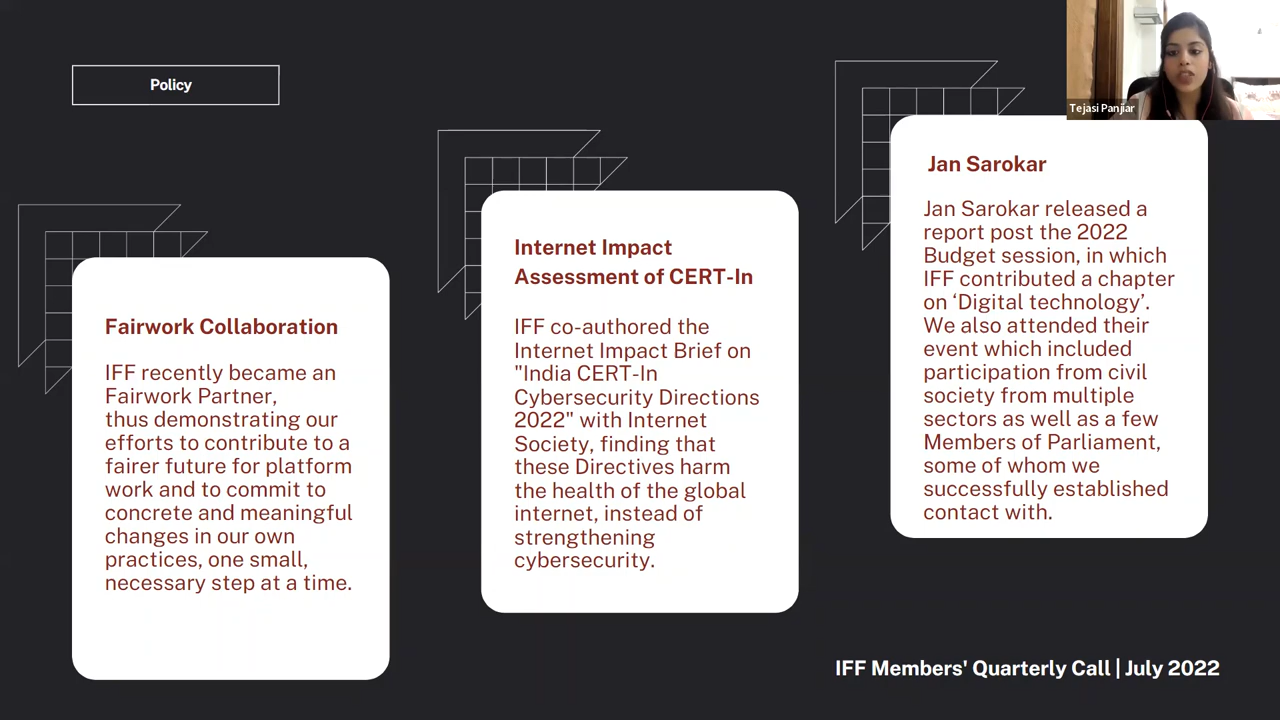 Policy
Tejasi Panjiar
Fairwork Collaboration
IFF recently became an
Fairwork Partner,
thus demonstrating our
efforts to contribute to a
fairer future for platform
work and to commit to
concrete and meaningful
changes in our own
practices, one small,
necessary step at a time.
Internet Impact
Assessment of CERT-In
IFF co-authored the
Internet Impact Brief on
"India CERT-In
Cybersecurity Directions
2022" with Internet
Society, finding that
these Directives harm
the health of the global
internet, instead of
strengthening
cybersecurity.
Jan Sarokar
Jan Sarokar released a
report post the 2022
Budget session, in which
IFF contributed a chapter
on ‘Digital technology’.
We also attended their
event which included
participation from civil
society from multiple
sectors as well as a few
Members of Parliament,
some of whom we
successfully established
contact with.
IFF Members' Quarterly Call | July 2022